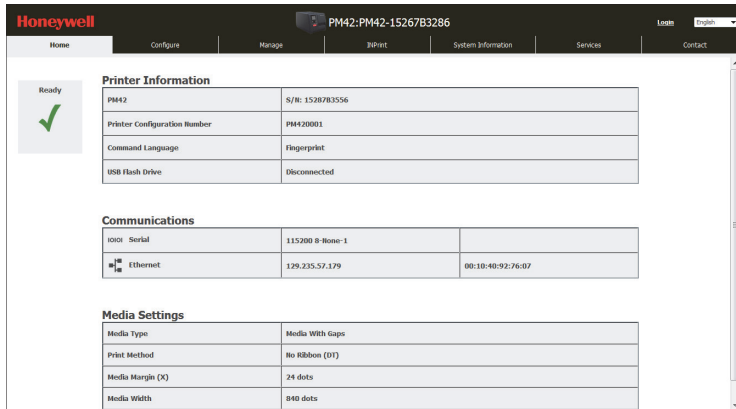 Honeywell
PM42:PM42-15267B3286
Login English
Home Configure Manage INPrint System Information Services Contact
Ready
Printer Information
PM42 S/N: 1528783556
Printer Configuration Number PM420001
Command Language Fingerprint
USB Flash Drive Disconnected
Communications
IOIOI Serial 115200 8-None-1
Ethernet 129.235.57.179 00:10:40:92:76:07
Media Settings
Media Type Media With Gaps
Print Method No Ribbon (DT)
Media Margin (X) 24 dots
Media Width 840 dots